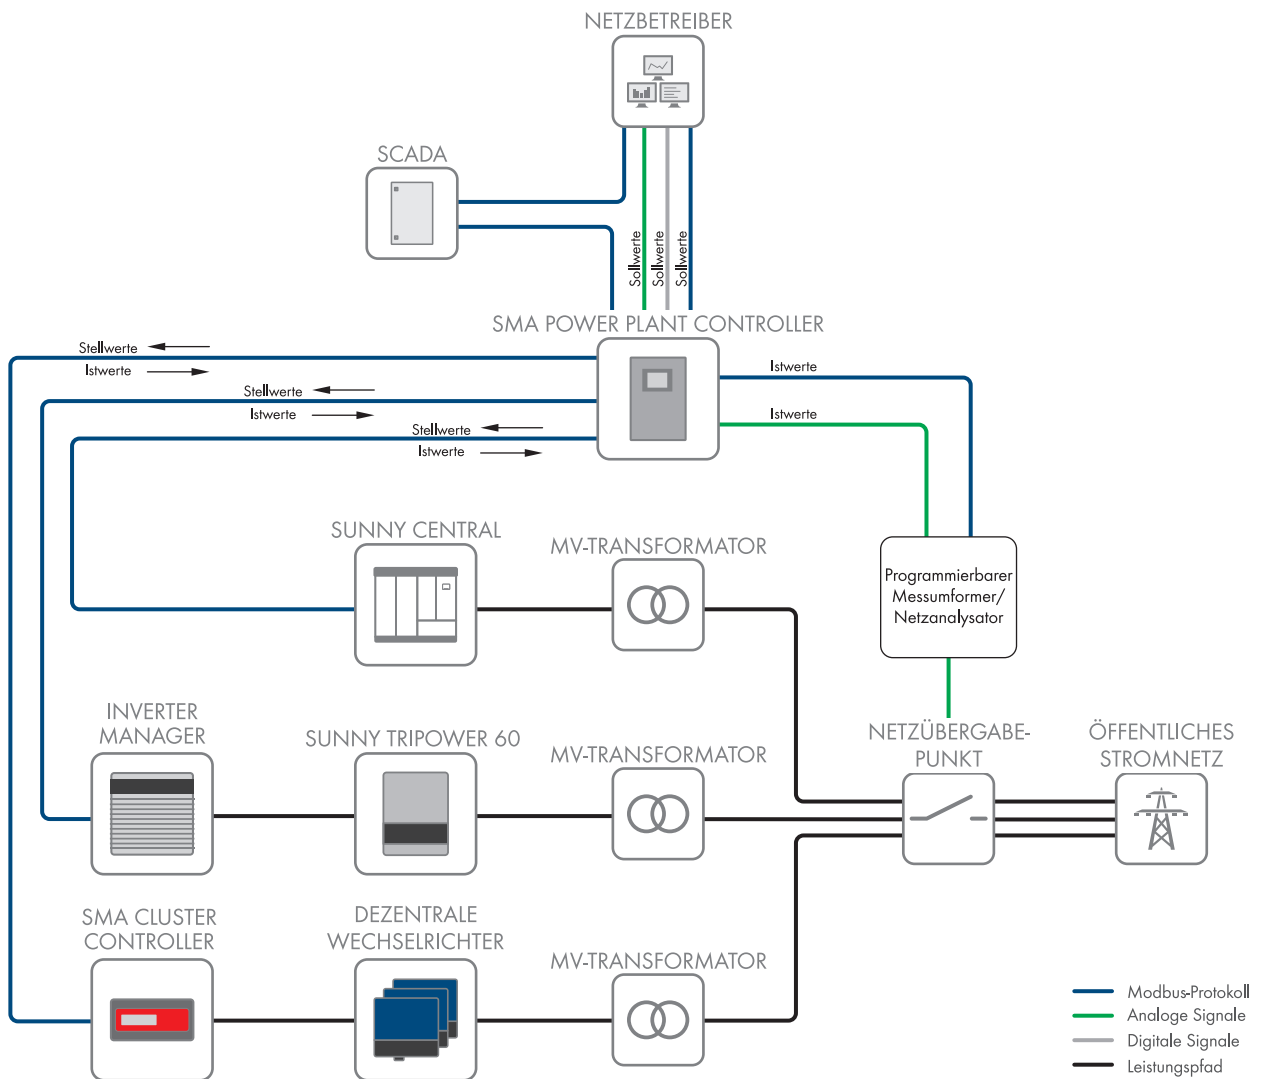 NETZBETREIBER
SCADA
Sollwerte
Sollwerte
Sollwerte
SMA POWER PLANT CONTROLLER
Stellwerte
Istwerte
Stellwerte
Istwerte
Stellwerte
Istwerte
Istwerte
Istwerte
SUNNY CENTRAL
MV-TRANSFORMATOR
Programmierbarer
Messumformer/
Netzanalysator
INVERTER
MANAGER
SUNNY TRIPOWER 60
MV-TRANSFORMATOR
NETZÜBERGABE-
PUNKT
ÖFFENTLICHES
STROMNETZ
SMA CLUSTER
CONTROLLER
DEZENTRALE
WECHSELRICHTER
MV-TRANSFORMATOR
Modbus-Protokoll
Analoge Signale
Digitale Signale
Leistungspfad